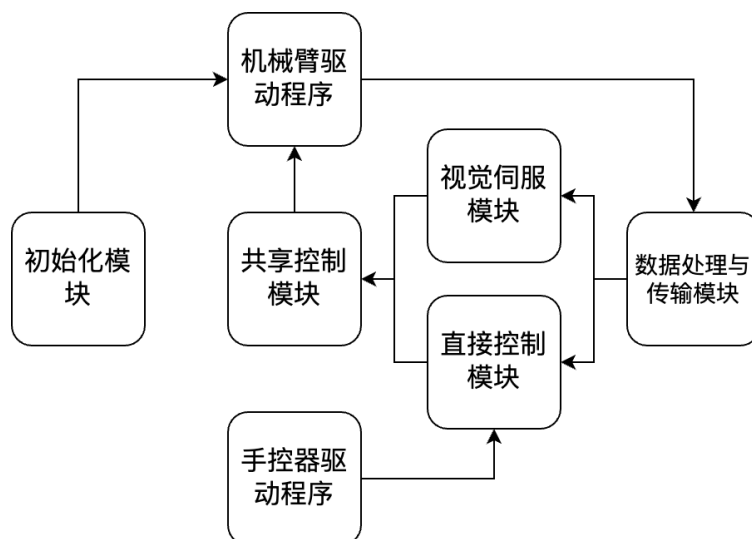 机械臂驱
动程序
视觉伺服
模块
初始化模
块
共享控制
模块
数据处理与
传输模块
直接控制
模块
手控器驱
动程序